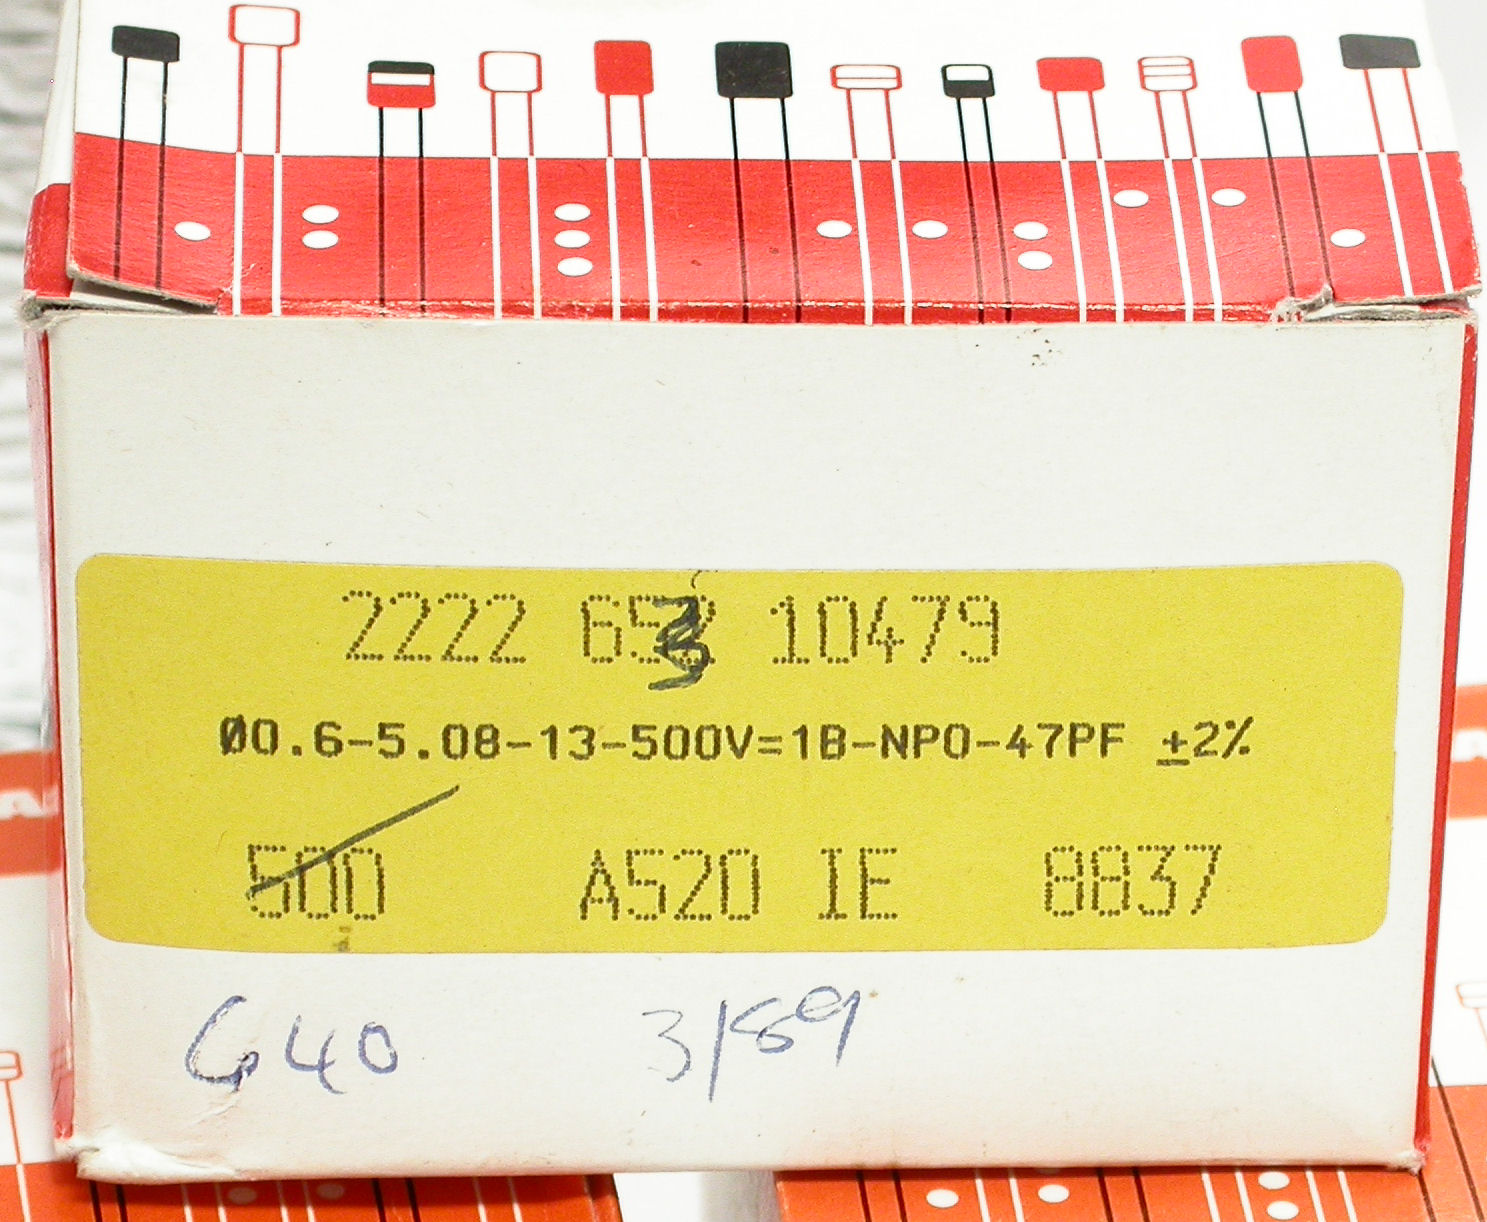 2222 653 10479
Ø0.6-5.08-13-500V=1B-NPO-47PF ±2%
500 A520 IE 8837
640 3/89